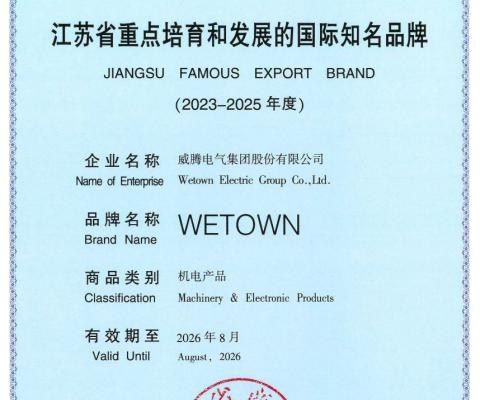 江苏省重点培育和发展的国际知名品牌
JIANGSU FAMOUS EXPORT BRAND
(2023-2025 年度)
企业名称 威腾电气集团股份有限公司
Name of Enterprise Wetown Electric Group Co.,Ltd.
品牌名称 WETOWN
Brand Name
商品类别 机电产品
Classification Machinery & Electronic Products
有效期至 2026 年 8 月
Valid Until August, 2026